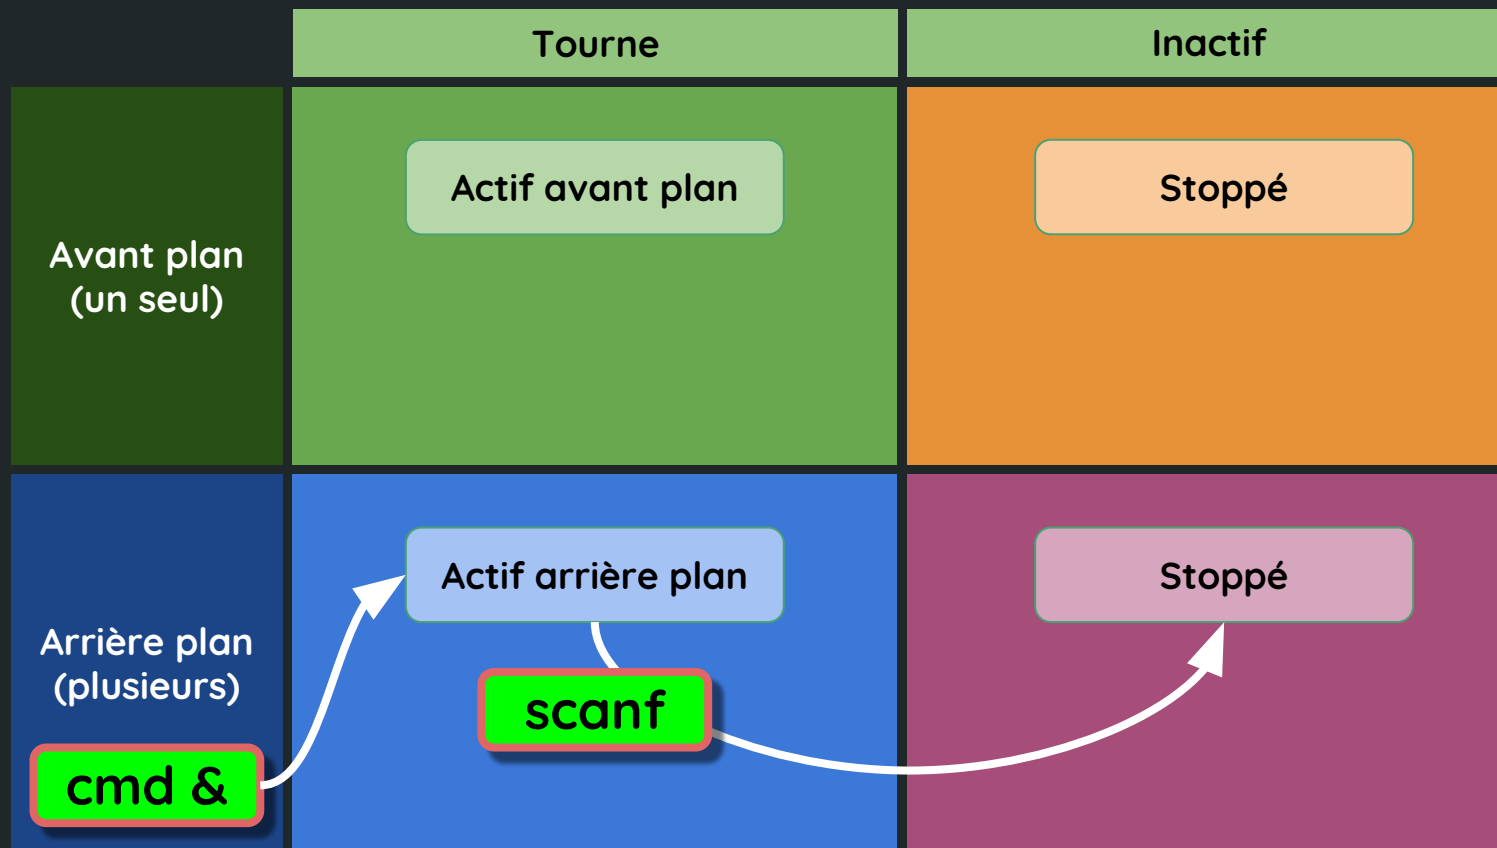 Tourne
Inactif
Actif avant plan
Stoppé
Avant plan
(un seul)
Actif arrière plan
Stoppé
Arrière plan
(plusieurs)
scanf
cmd &